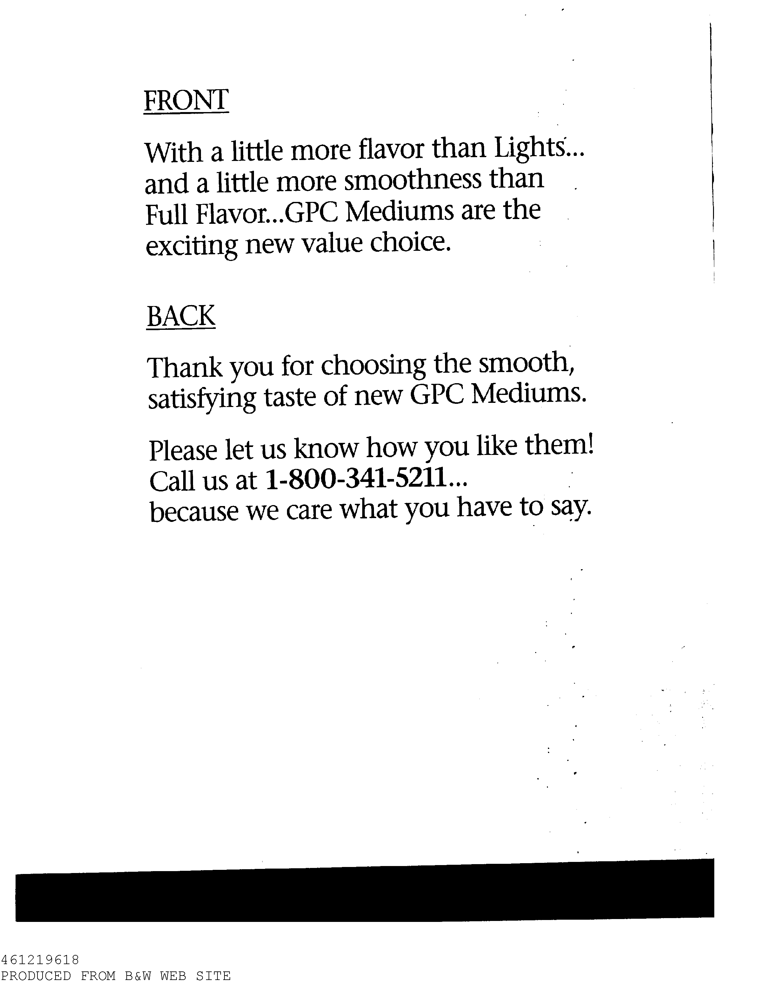 FRONT
With a little more flavor than Lights...
and a little more smoothness than
Full Flavor...GPC Mediums are the
exciting new value choice.
BACK
Thank you for choosing the smooth,
satisfying taste of new GPC Mediums.
Please let us know how you like them!
Call us at 1-800-341-5211...
because we care what you have to say.
461219618
PRODUCED FROM B&W WEB SITE